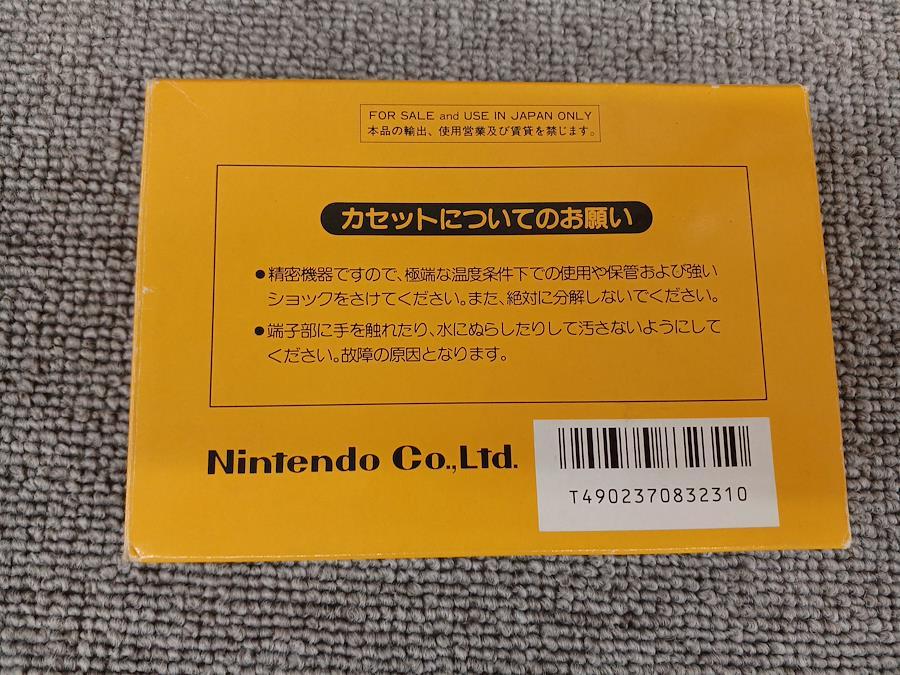 FOR SALE and USE IN JAPAN ONLY
本品の輸出、使用営業及び賃貸を禁じます。
カセットについてのお願い
●精密機器ですので、極端な温度条件下での使用や保管および強い
ショックをさけてください。また、絶対に分解しないでください。
●端子部に手を触れたり、水にぬらしたりして汚さないようにして
ください。故障の原因となります。
Nintendo Co.,Ltd.
T4902370832310